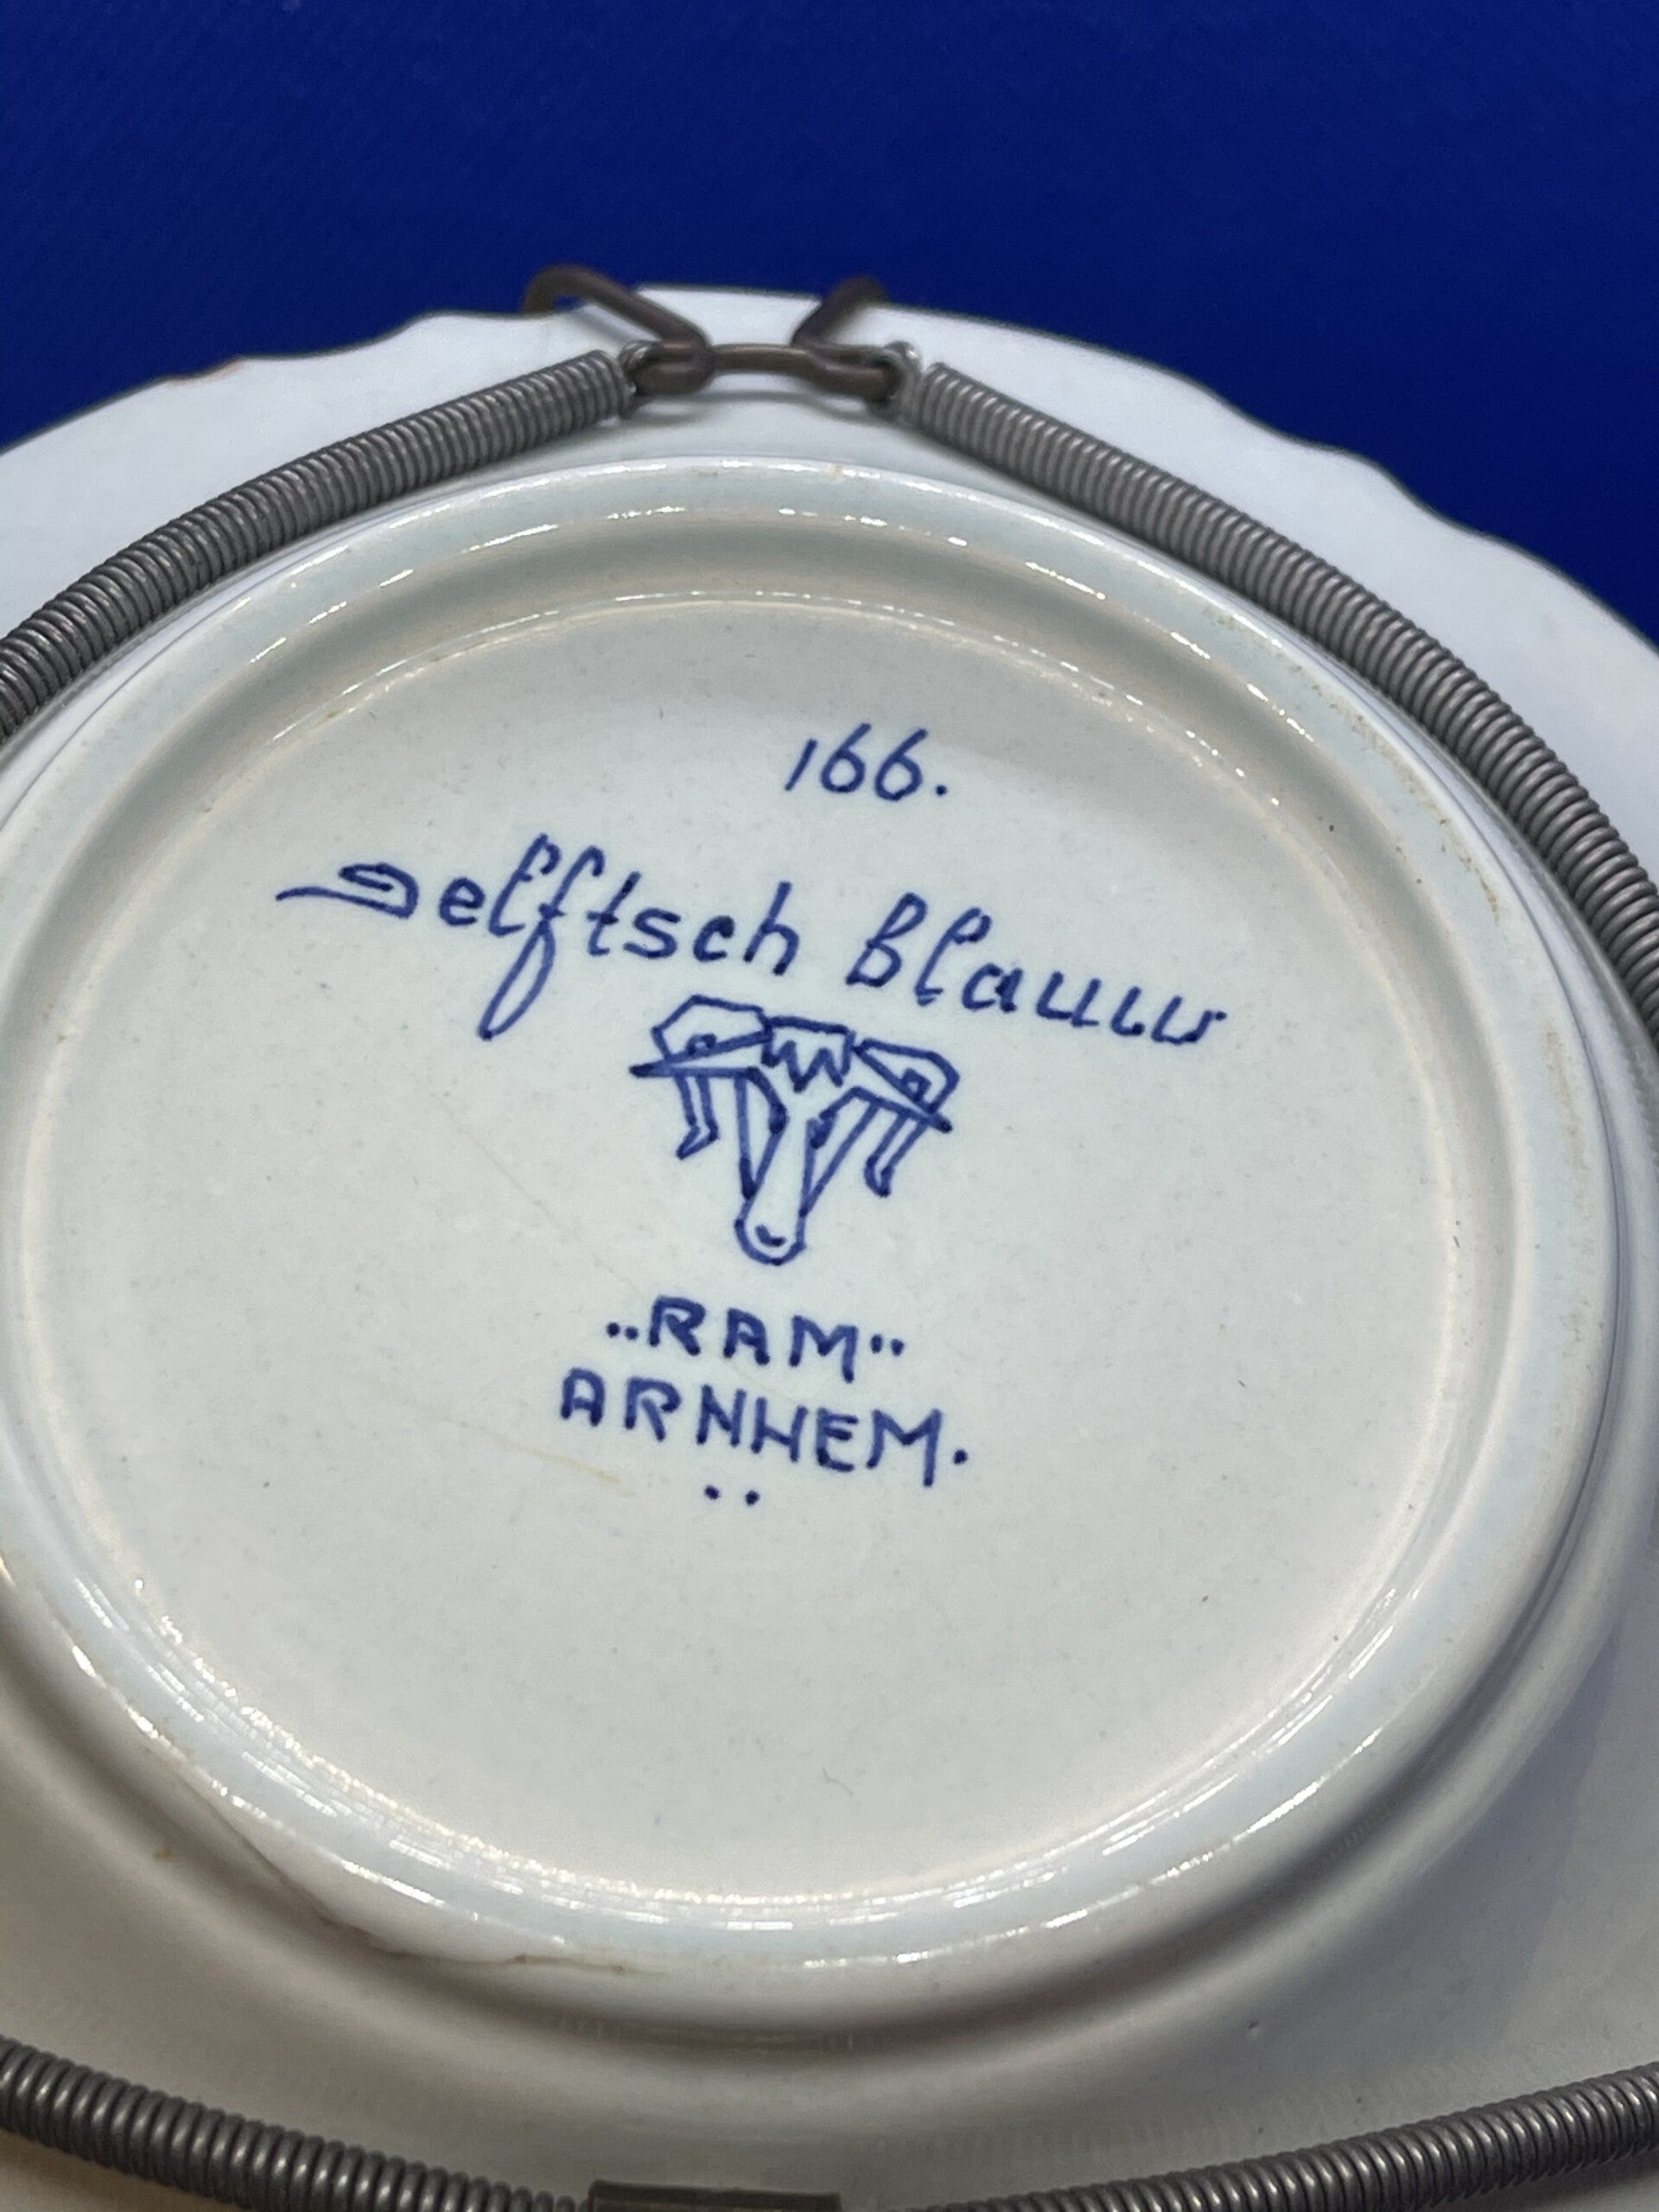 166.
Delftsch Blauw
„RAM"
ARNHEM.